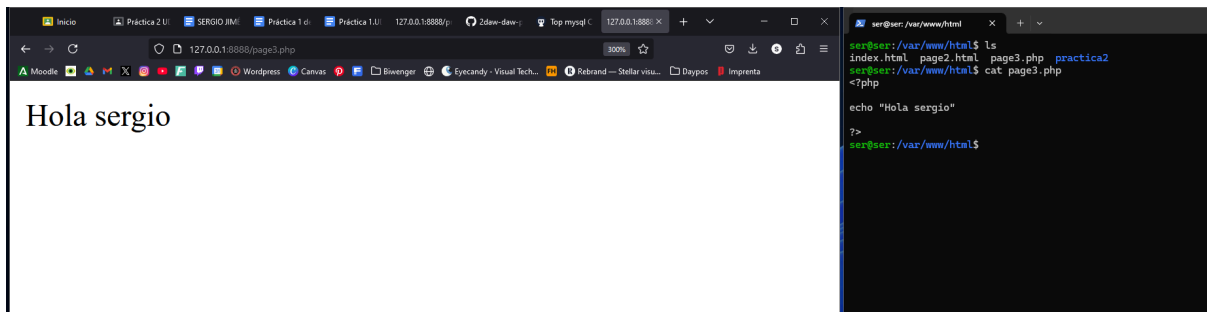 Inicio
Práctica 2 U
SERGIO JIMÉ
Práctica 1 d
Práctica 1.U
127.0.0.1:8888/p
2daw-daw-p
Top mysql C
127.0.0.1:8888
127.0.0.1:8888/page3.php
300%
Moodle
Wordpress
Canvas
Biwenger
Eyecandy - Visual Tech...
FH
Rebrand — Stellar visu...
Daypos
Imprenta
Hola sergio
ser@ser: /var/www/html
ser@ser:/var/www/html$ ls
index.html page2.html page3.php practica2
ser@ser:/var/www/html$ cat page3.php
<?php
echo "Hola sergio"
?>
ser@ser:/var/www/html$